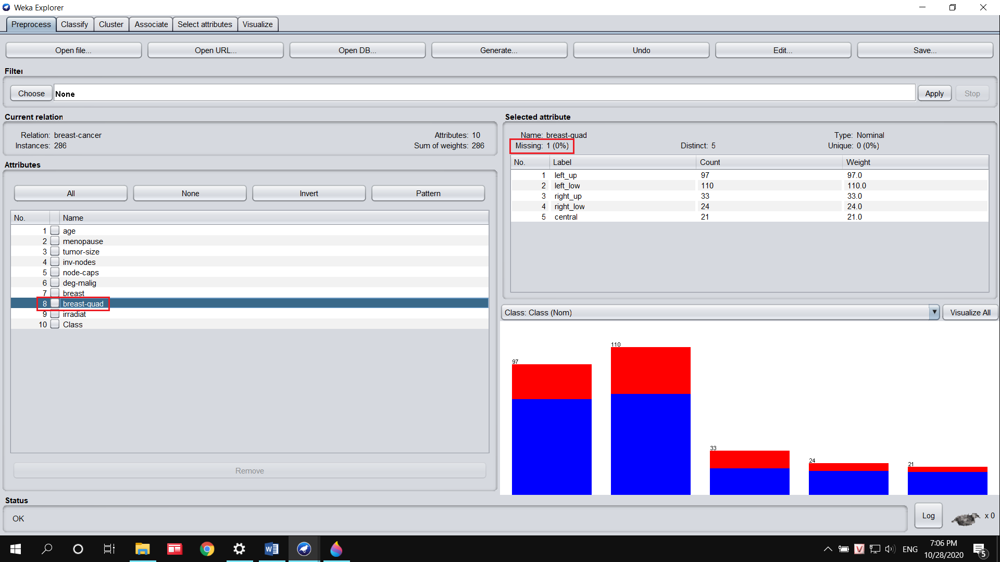 Weka Explorer
Preprocess Classify Cluster Associate Select attributes Visualize
Open file... Open URL... Open DB... Generate... Undo Edit... Save...
Filter
Choose None Apply Stop
Current relation
Relation: breast-cancer Attributes: 10
Instances: 286 Sum of weights: 286
Attributes
All None Invert Pattern
No. Name
1 age
2 menopause
3 tumor-size
4 inv-nodes
5 node-caps
6 deg-malig
7 breast
8 breast-quad
9 irradiat
10 Class
Remove
Selected attribute
Name: breast-quad Type: Nominal
Missing: 1 (0%) Distinct: 5 Unique: 0 (0%)
No. Label Count Weight
1 left_up 97 97.0
2 left_low 110 110.0
3 right_up 33 33.0
4 right_low 24 24.0
5 central 21 21.0
Class: Class (Nom) Visualize All
97 110 33 24 21
Status
OK
Log x 0
ENG
7:06 PM
10/28/2020
5